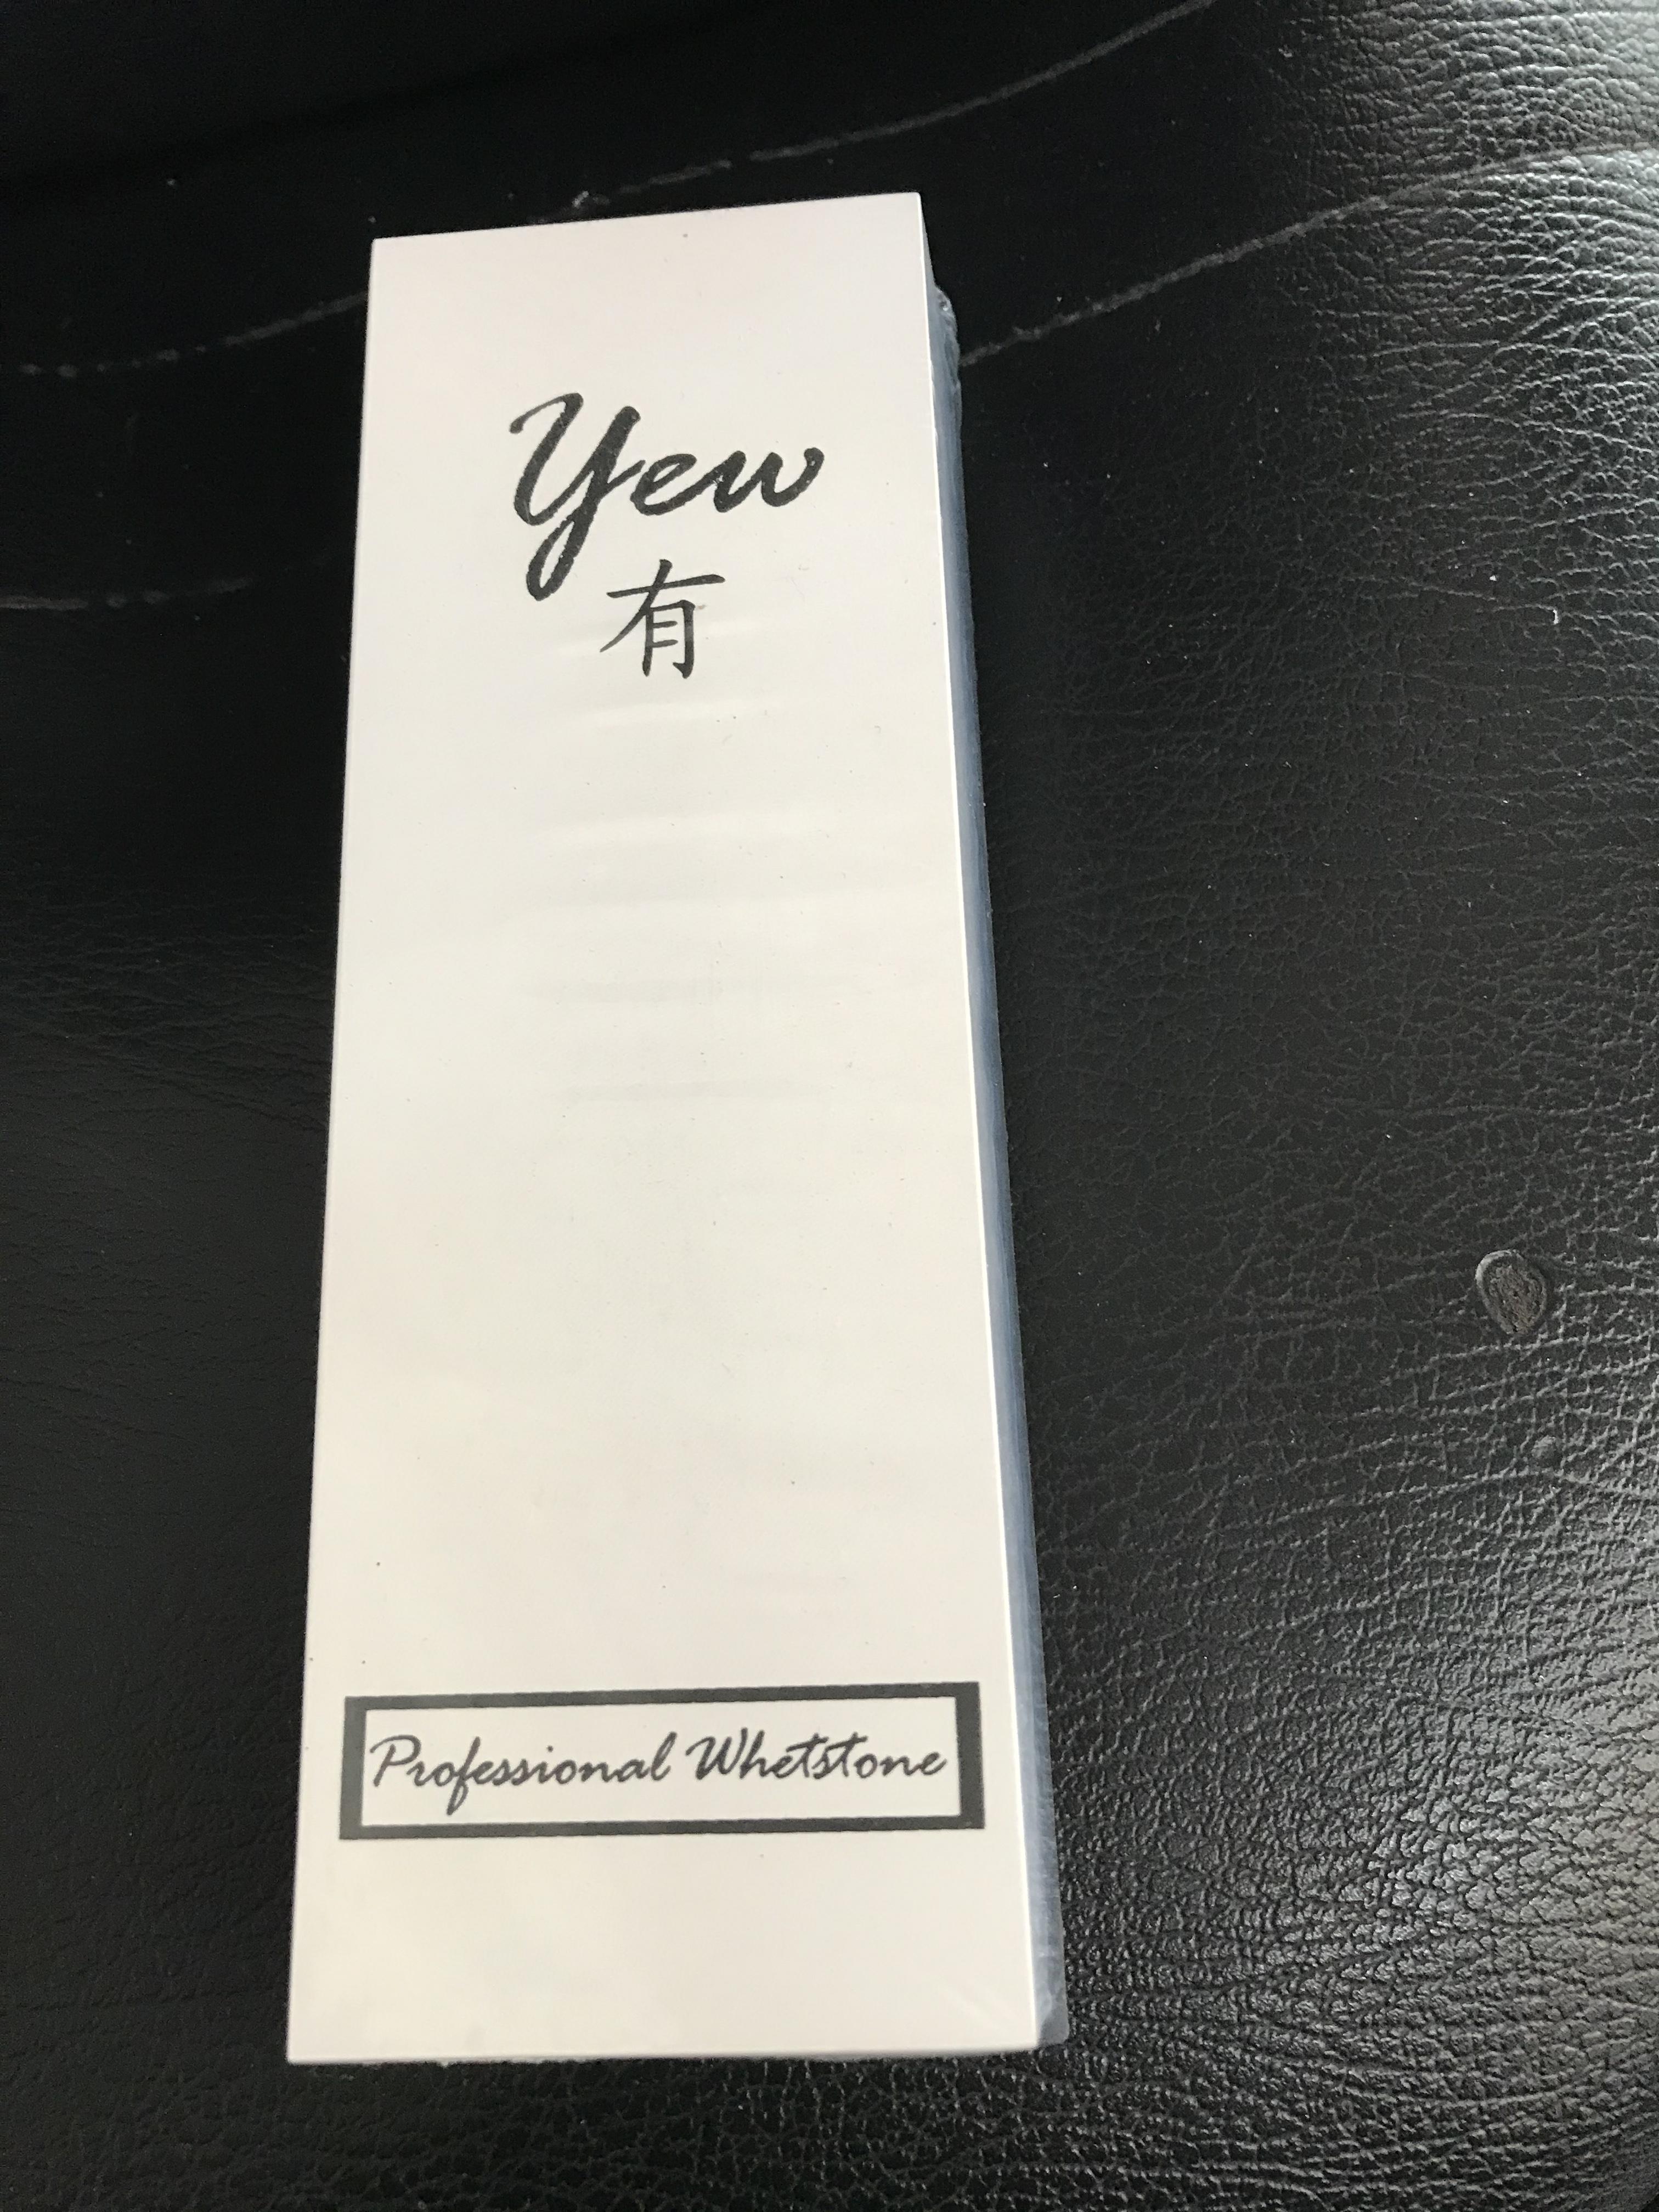 Yew
有
Professional Whetstone